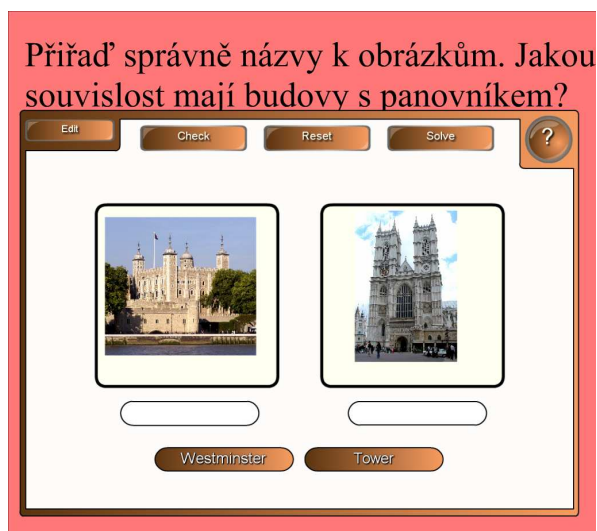 Přiřaď správně názvy k obrázkům. Jakou
souvislost mají budovy s panovníkem?
Edit
Check
Reset
Solve
?
Westminster
Tower